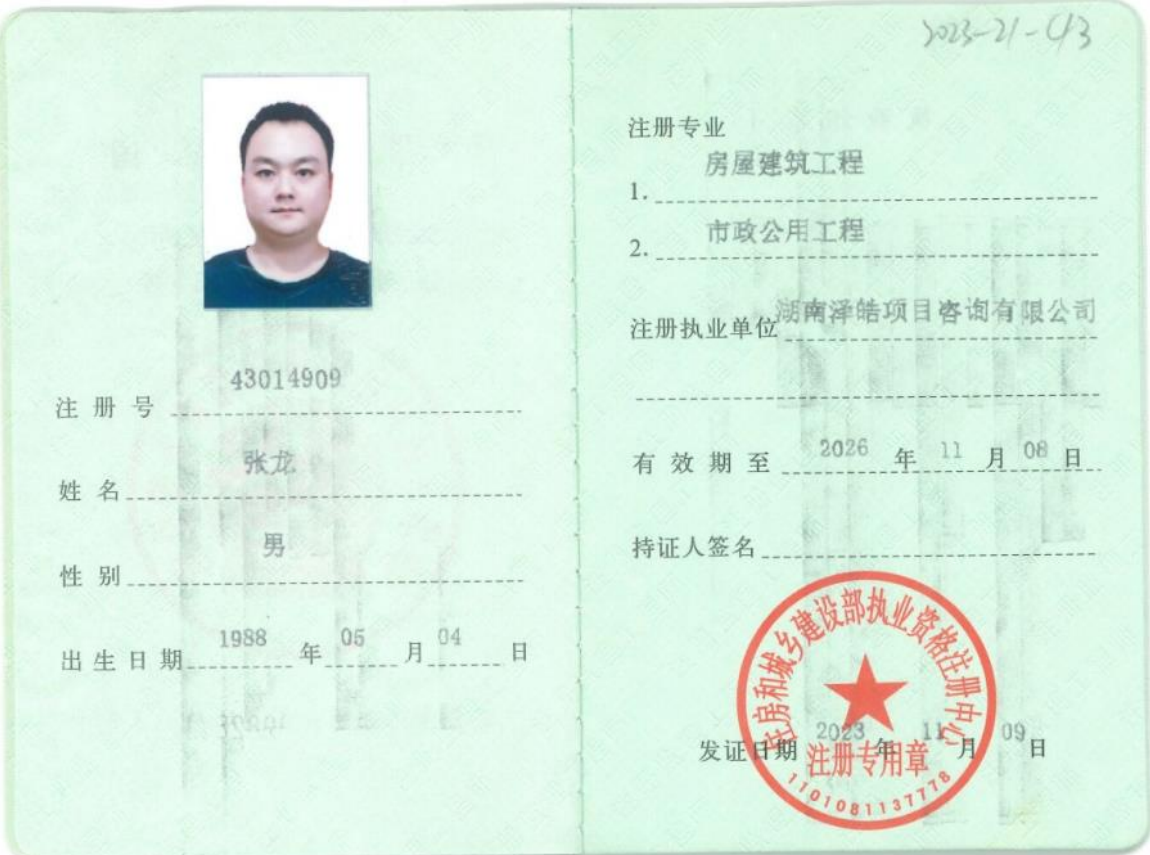 2023-21-43
注册号 43014909
姓名 张龙
性别 男
出生日期 1988 年 05 月 04 日
注册专业
1. 房屋建筑工程
2. 市政公用工程
注册执业单位 湖南泽皓项目咨询有限公司
有效期至 2026 年 11 月 08 日
持证人签名
住房和城乡建设部执业资格注册中心
发证日期 2023 年 11 月 09 日
注册专用章
1101081137778